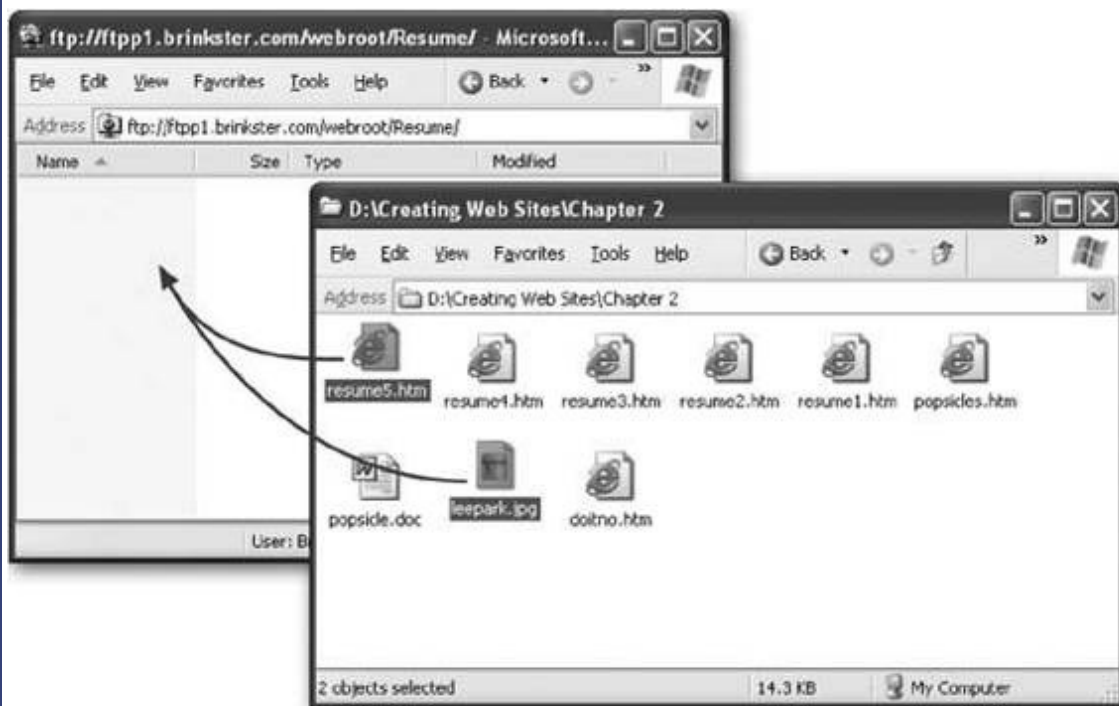 ftp://ftpp1.brinkster.com/webroot/Resume/ - Microsoft...
File Edit View Favorites Tools Help Back »
Address ftp://ftpp1.brinkster.com/webroot/Resume/
Name Size Type Modified
User: B
D:\Creating Web Sites\Chapter 2
File Edit View Favorites Tools Help Back »
Address D:\Creating Web Sites\Chapter 2
resume5.htm resume4.htm resume3.htm resume2.htm resume1.htm popsicles.htm
popsicle.doc leepark.jpg doitno.htm
2 objects selected 14.3 KB My Computer